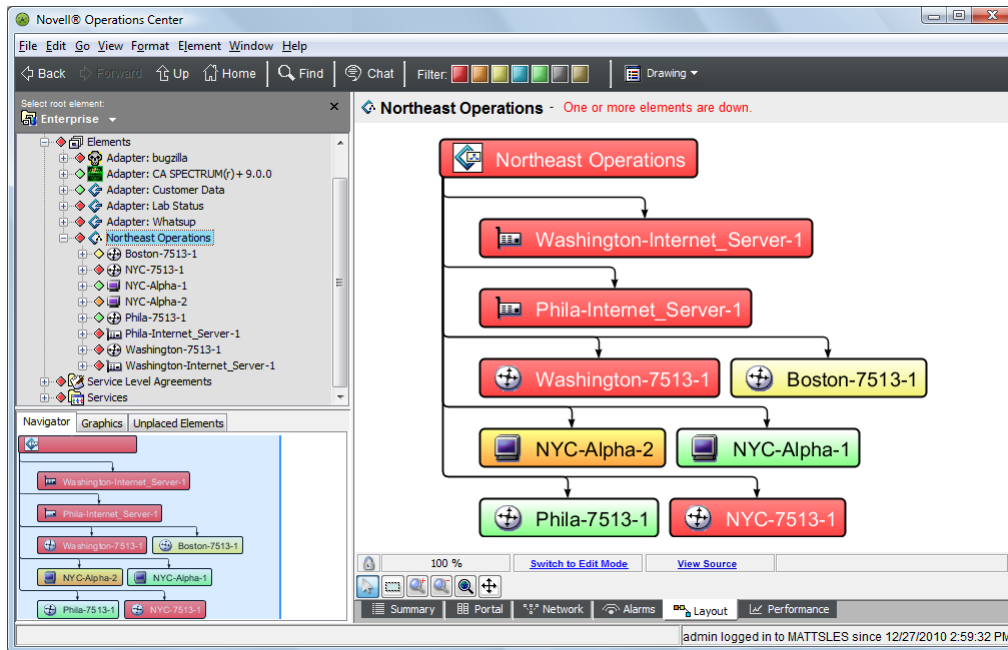 Novell® Operations Center
File Edit Go View Format Element Window Help
Back Forward Up Home Find Chat Filter: Drawing
Select root element:
Enterprise
Elements
Adapter: bugzilla
Adapter: CA SPECTRUM(r)+ 9.0.0
Adapter: Customer Data
Adapter: Lab Status
Adapter: Whatsup
Northeast Operations
Boston-7513-1
NYC-7513-1
NYC-Alpha-1
NYC-Alpha-2
Phila-7513-1
Phila-Internet_Server-1
Washington-7513-1
Washington-Internet_Server-1
Service Level Agreements
Services
Navigator Graphics Unplaced Elements
Washington-Internet_Server-1
Phila-Internet_Server-1
Washington-7513-1 Boston-7513-1
NYC-Alpha-2 NYC-Alpha-1
Phila-7513-1 NYC-7513-1
Northeast Operations - One or more elements are down.
Northeast Operations
Washington-Internet_Server-1
Phila-Internet_Server-1
Washington-7513-1 Boston-7513-1
NYC-Alpha-2 NYC-Alpha-1
Phila-7513-1 NYC-7513-1
100 % Switch to Edit Mode View Source
Summary Portal Network Alarms Layout Performance
admin logged in to MATTSLES since 12/27/2010 2:59:32 PM